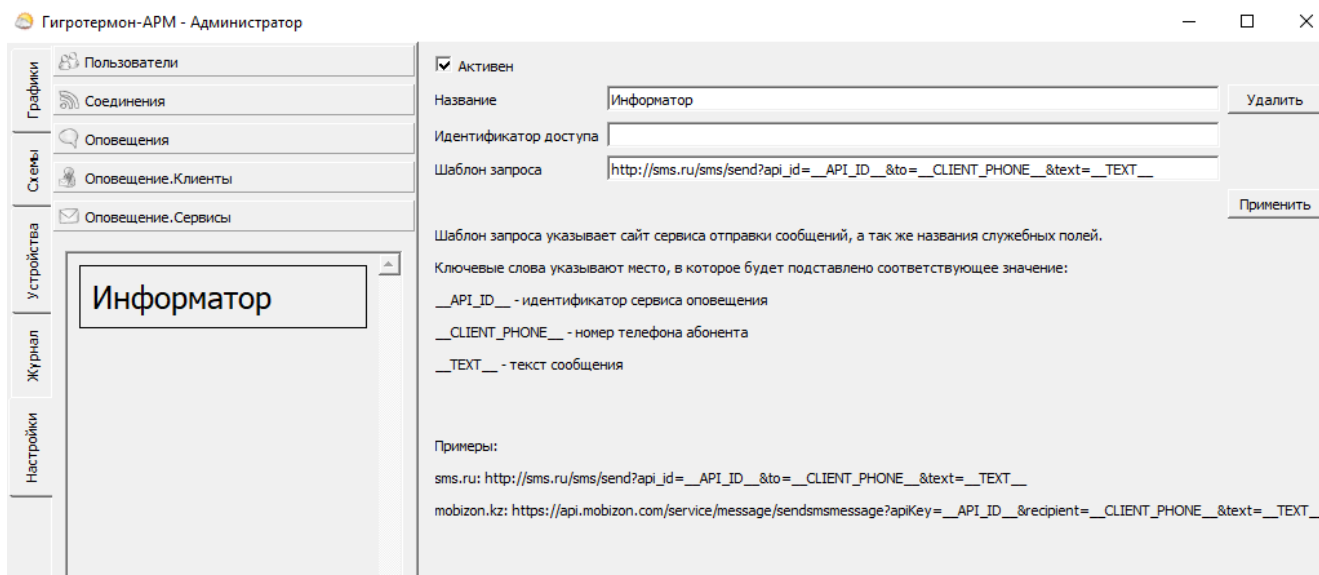 Гигротермон-АРМ - Администратор
Графики
Схемы
Устройства
Журнал
Настройки
Пользователи
Соединения
Оповещения
Оповещение.Клиенты
Оповещение.Сервисы
Информатор
Активен
Название Информатор Удалить
Идентификатор доступа
Шаблон запроса http://sms.ru/sms/send?api_id=__API_ID__&to=__CLIENT_PHONE__&text=__TEXT__
Применить
Шаблон запроса указывает сайт сервиса отправки сообщений, а так же названия служебных полей.
Ключевые слова указывают место, в которое будет подставлено соответствующее значение:
__API_ID__ - идентификатор сервиса оповещения
__CLIENT_PHONE__ - номер телефона абонента
__TEXT__ - текст сообщения
Примеры:
sms.ru: http://sms.ru/sms/send?api_id=__API_ID__&to=__CLIENT_PHONE__&text=__TEXT__
mobizon.kz: https://api.mobizon.com/service/message/sendsmsmessage?apiKey=__API_ID__&recipient=__CLIENT_PHONE__&text=__TEXT_